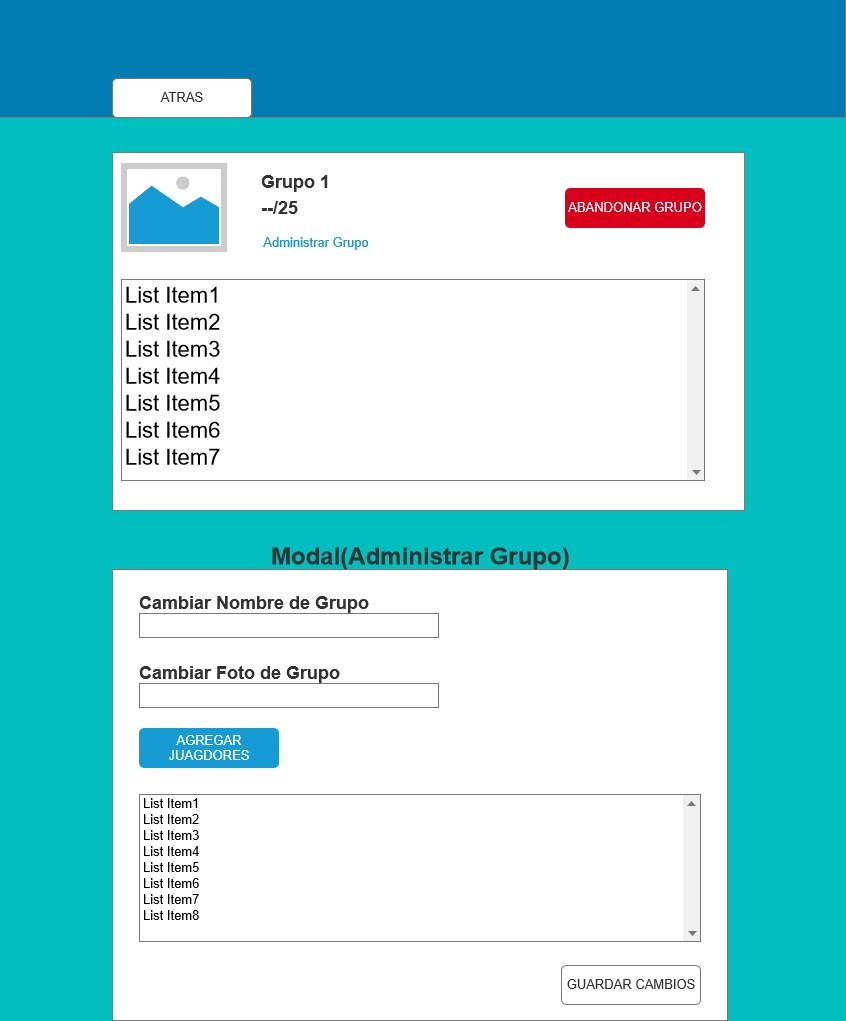 ATRAS
Grupo 1
--/25
Administrar Grupo
ABANDONAR GRUPO
List Item1
List Item2
List Item3
List Item4
List Item5
List Item6
List Item7
Modal(Administrar Grupo)
Cambiar Nombre de Grupo
Cambiar Foto de Grupo
AGREGAR
JUAGDORES
List Item1
List Item2
List Item3
List Item4
List Item5
List Item6
List Item7
List Item8
GUARDAR CAMBIOS